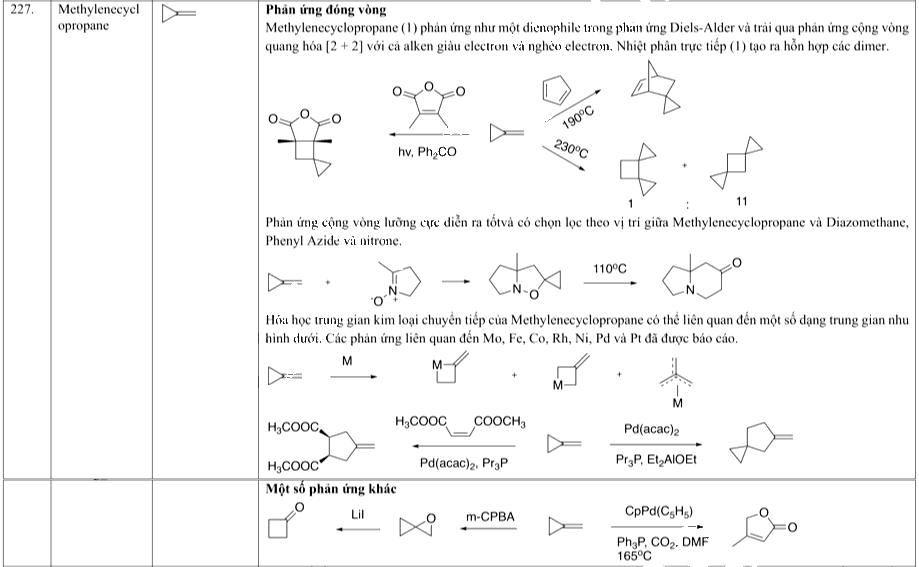 227.
Methylenecycl
opropane
Phản ứng đóng vòng
Methylenecyclopropane (1) phản ứng như một dienophile trong phản ứng Diels-Alder và trải qua phản ứng cộng vòng
quang hóa [2 + 2] với cả alken giàu electron và nghèo electron. Nhiệt phân trực tiếp (1) tạo ra hỗn hợp các dimer.
O O O
O O O
hv, Ph2CO
190ºC
230ºC
1 : 11
Phản ứng cộng vòng lưỡng cực diễn ra tốtvà có chọn lọc theo vị trí giữa Methylenecyclopropane và Diazomethane,
Phenyl Azide và nitrone.
+
-O N +
N O
110ºC
N O
Hóa học trung gian kim loại chuyển tiếp của Methylenecyclopropane có thể liên quan đến một số dạng trung gian như
hình dưới. Các phản ứng liên quan đến Mo, Fe, Co, Rh, Ni, Pd và Pt đã được báo cáo.
M
M
+
M
+
M
H3COOC
H3COOC
H3COOC COOCH3
Pd(acac)2, Pr3P
Pd(acac)2
Pr3P, Et2AlOEt
Một số phản ứng khác
O
LiI
O
m-CPBA
CpPd(C5H5)
Ph3P, CO2. DMF
165ºC
O O